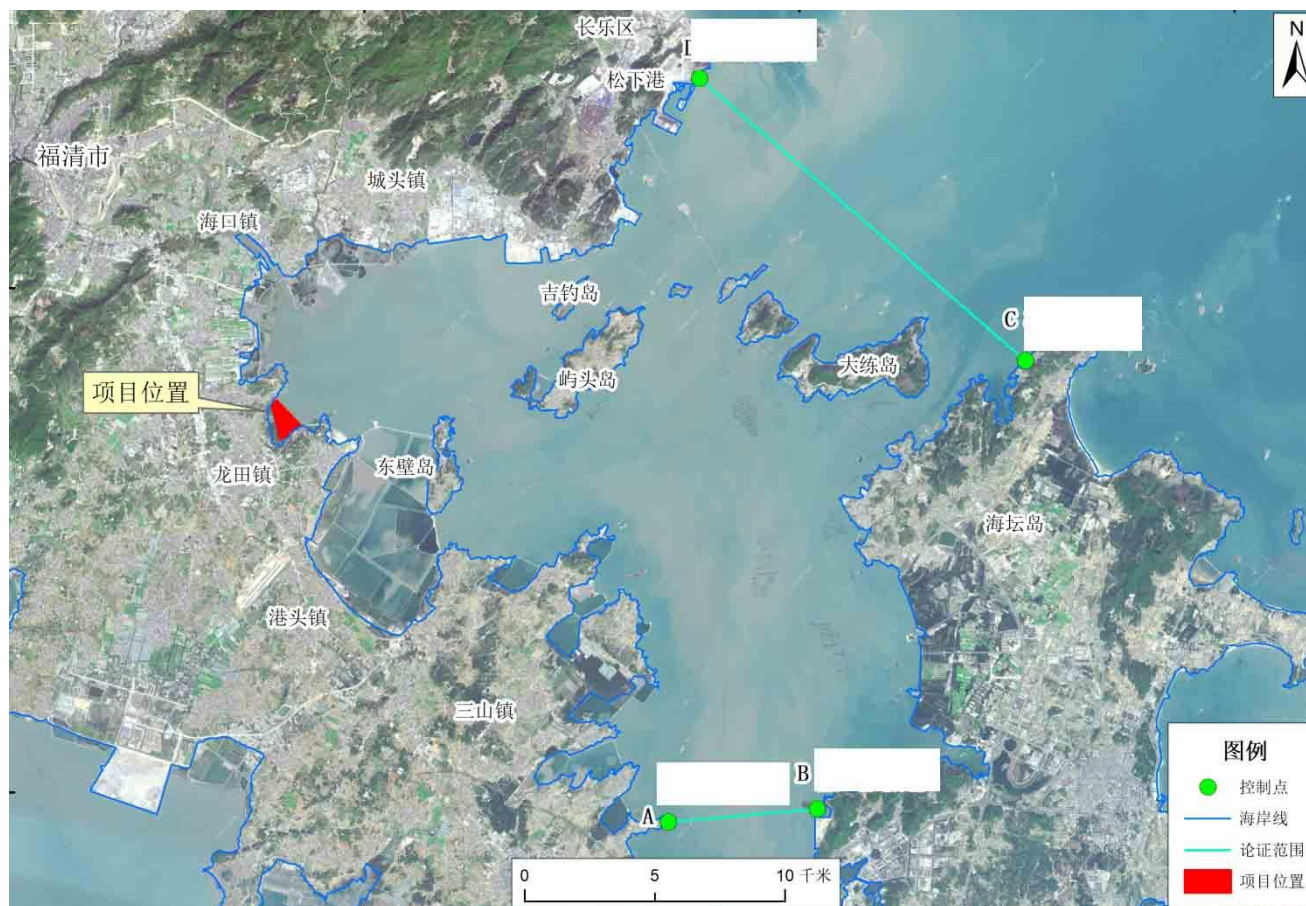 长乐区
N
D
松下港
福清市
城头镇
海口镇
吉钓岛
C
项目位置
屿头岛
大练岛
龙田镇
东壁岛
海坛岛
港头镇
三山镇
A
B
图例
控制点
海岸线
论证范围
项目位置
0 5 10 千米